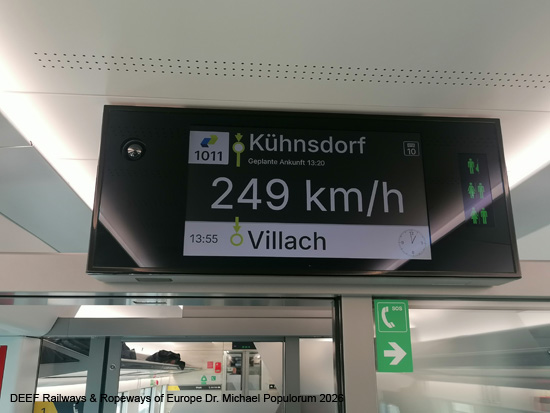 Kühnsdorf
1011
Geplante Ankunft 13:20
10
249 km/h
13:55 Villach
SOS
1
DEEF Railways & Ropeways of Europe Dr. Michael Populorum 2026